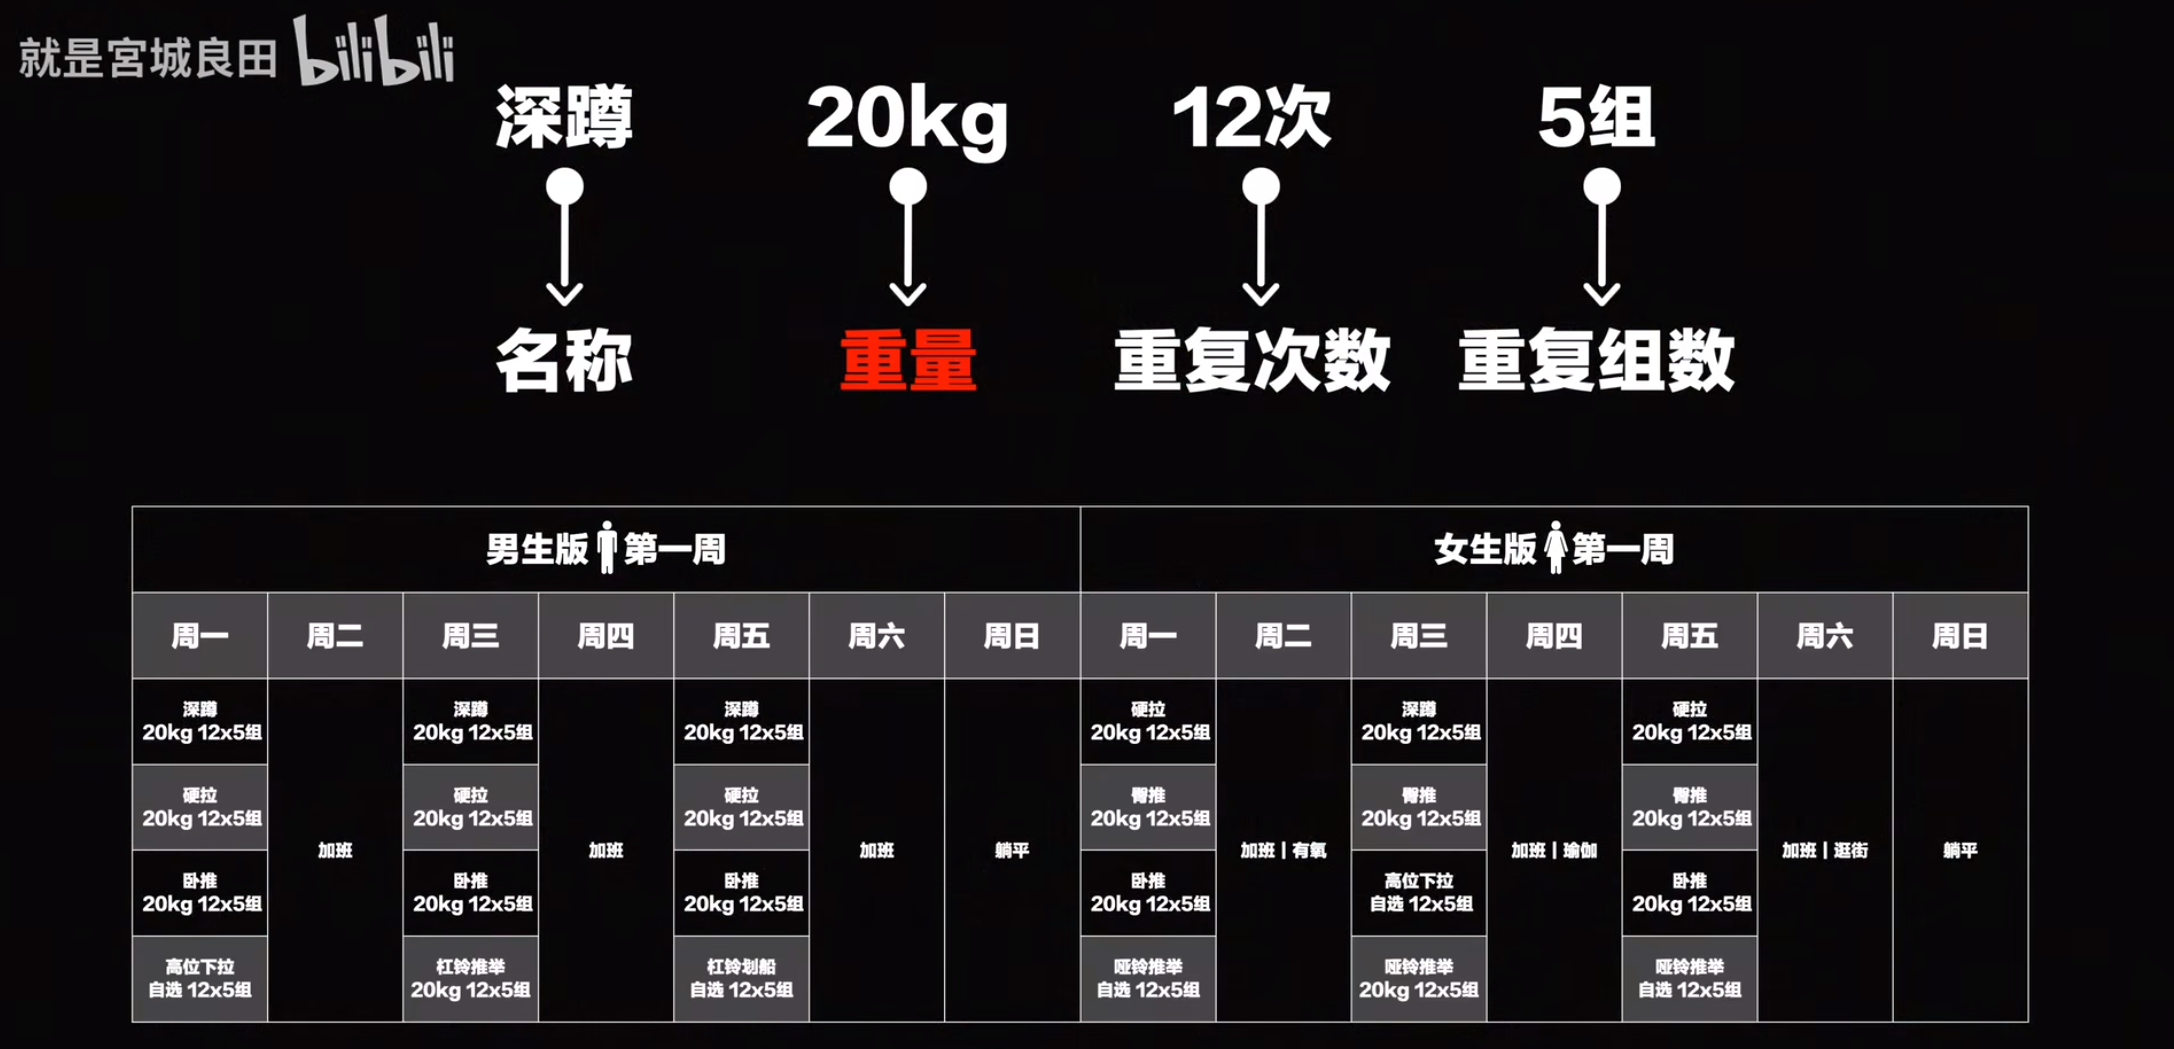 就是宮城良田 bilibili
深蹲 20kg 12次 5组
名称 重量 重复次数 重复组数
男生版 第一周 女生版 第一周
周一 周二 周三 周四 周五 周六 周日 周一 周二 周三 周四 周五 周六 周日
深蹲 深蹲 深蹲 硬拉 深蹲 硬拉
20kg 12x5组 20kg 12x5组 20kg 12x5组 20kg 12x5组 20kg 12x5组 20kg 12x5组
硬拉 硬拉 硬拉 臀推 臀推 臀推
20kg 12x5组 20kg 12x5组 20kg 12x5组 20kg 12x5组 20kg 12x5组 20kg 12x5组
加班 加班 加班 躺平 加班 | 有氧 加班 | 瑜伽 加班 | 逛街 躺平
卧推 卧推 卧推 卧推 高位下拉 卧推
20kg 12x5组 20kg 12x5组 20kg 12x5组 20kg 12x5组 自选 12x5组 20kg 12x5组
高位下拉 杠铃推举 杠铃划船 哑铃推举 哑铃推举 哑铃推举
自选 12x5组 20kg 12x5组 自选 12x5组 自选 12x5组 20kg 12x5组 自选 12x5组